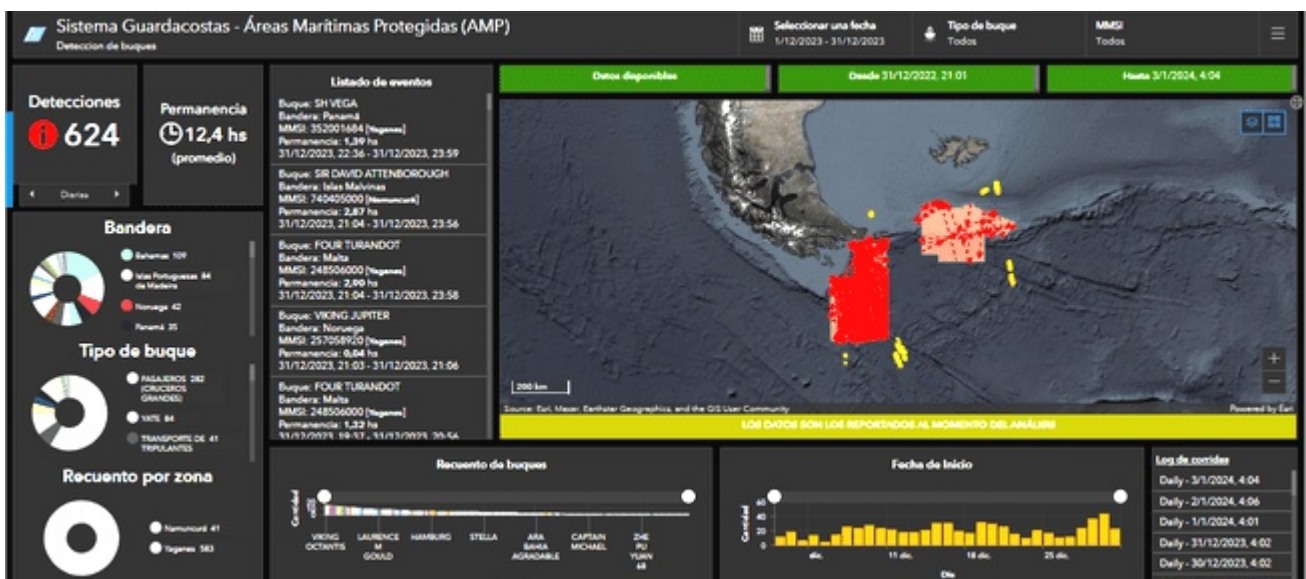 Sistema Guardacostas - Áreas Marítimas Protegidas (AMP)
Deteccion de buques
Seleccionar una fecha
1/12/2023 - 31/12/2023
Tipo de buque
Todos
MMSI
Todos
Detecciones
624
Diarias
Permanencia
12,4 hs
(promedio)
Bandera
Bahamas 109
Islas Portuguesas 84
de Madeira
Noruega 42
Panamá 35
Tipo de buque
PASAJEROS 282
(CRUCEROS
GRANDES)
YATE 84
TRANSPORTE DE 41
TRIPULANTES
Recuento por zona
Namuncurá 41
Yaganes 583
Listado de eventos
Buque: SH VEGA
Bandera: Panamá
MMSI: 352001684 [Yaganes]
Permanencia: 1,39 hs
31/12/2023, 22:36 - 31/12/2023, 23:59
Buque: SIR DAVID ATTENBOROUGH
Bandera: Islas Malvinas
MMSI: 740405000 [Namuncurá]
Permanencia: 2,87 hs
31/12/2023, 21:04 - 31/12/2023, 23:56
Buque: FOUR TURANDOT
Bandera: Malta
MMSI: 248506000 [Yaganes]
Permanencia: 2,90 hs
31/12/2023, 21:04 - 31/12/2023, 23:58
Buque: VIKING JUPITER
Bandera: Noruega
MMSI: 257058920 [Yaganes]
Permanencia: 0,04 hs
31/12/2023, 21:03 - 31/12/2023, 21:06
Buque: FOUR TURANDOT
Bandera: Malta
MMSI: 248506000 [Yaganes]
Permanencia: 1,32 hs
31/12/2023, 19:37 - 31/12/2023, 20:56
Datos disponibles
Desde 31/12/2022, 21:01
Hasta 3/1/2024, 4:04
200 km
Source: Esri, Maxar, Earthstar Geographics, and the GIS User Community
Powered by Esri
LOS DATOS SON LOS REPORTADOS AL MOMENTO DEL ANÁLISIS
Recuento de buques
Cantidad
VIKING
OCTANTIS
LAURENCE
M
GOULD
HAMBURG
STELLA
ARA
BAHIA
AGRADABLE
CAPTAIN
MICHAEL
ZHE
PU
YUAN
68
Fecha de Inicio
Cantidad
60
40
20
0
dic.
11 dic.
18 dic.
25 dic.
Día
Log de corridas
Daily - 3/1/2024, 4:04
Daily - 2/1/2024, 4:06
Daily - 1/1/2024, 4:01
Daily - 31/12/2023, 4:02
Daily - 30/12/2023, 4:02